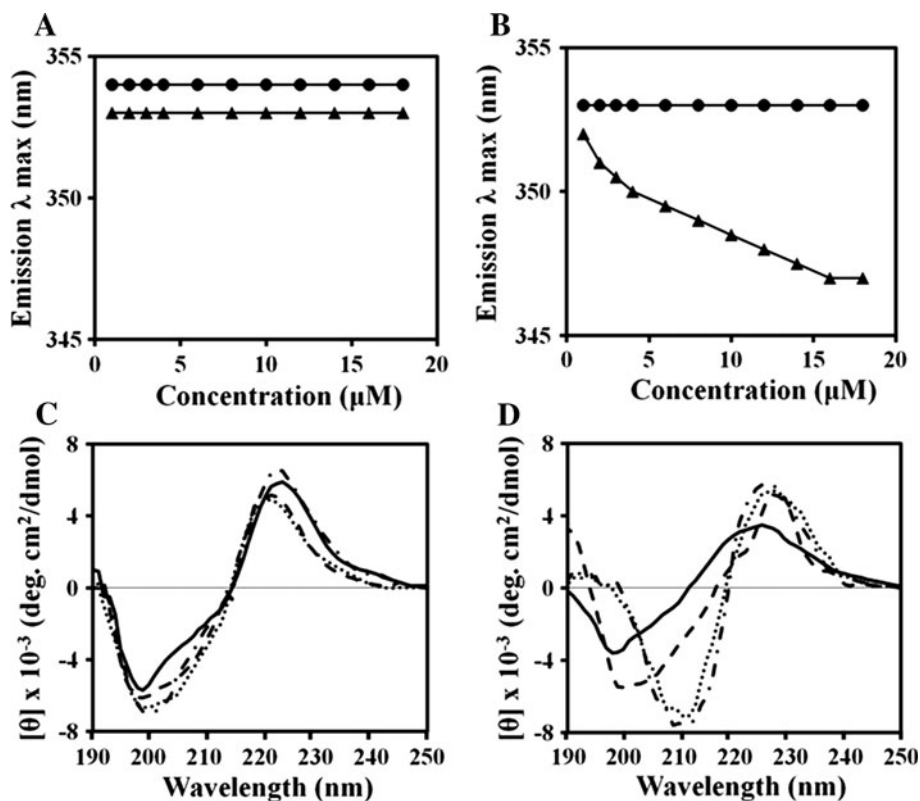 A
355
350
345
Emission λ max (nm)
0 5 10 15 20
Concentration (μM)
B
355
350
345
Emission λ max (nm)
0 5 10 15 20
Concentration (μM)
C
8
4
0
-4
-8
[θ] x 10⁻³ (deg. cm²/dmol)
190 200 210 220 230 240 250
Wavelength (nm)
D
8
4
0
-4
-8
[θ] x 10⁻³ (deg. cm²/dmol)
190 200 210 220 230 240 250
Wavelength (nm)